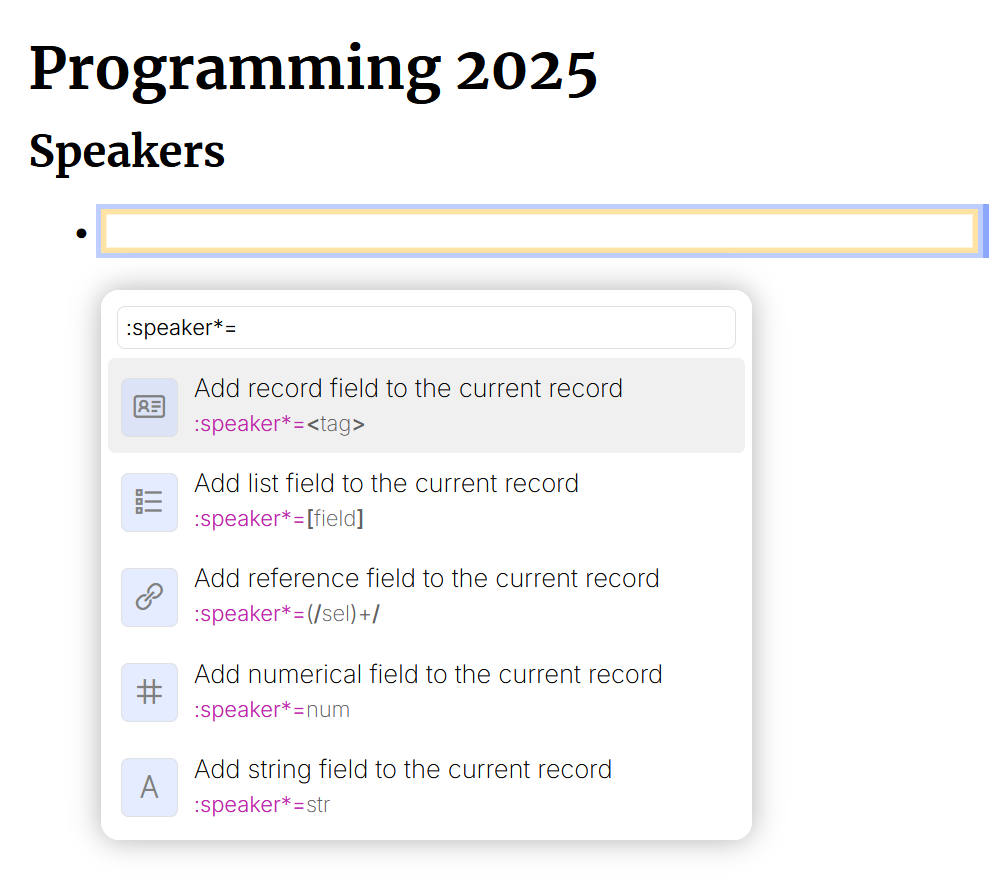 Programming 2025
Speakers
:speaker*=
Add record field to the current record
:speaker*=<tag>
Add list field to the current record
:speaker*=[field]
Add reference field to the current record
:speaker*=(/sel)+/
Add numerical field to the current record
:speaker*=num
A Add string field to the current record
:speaker*=str